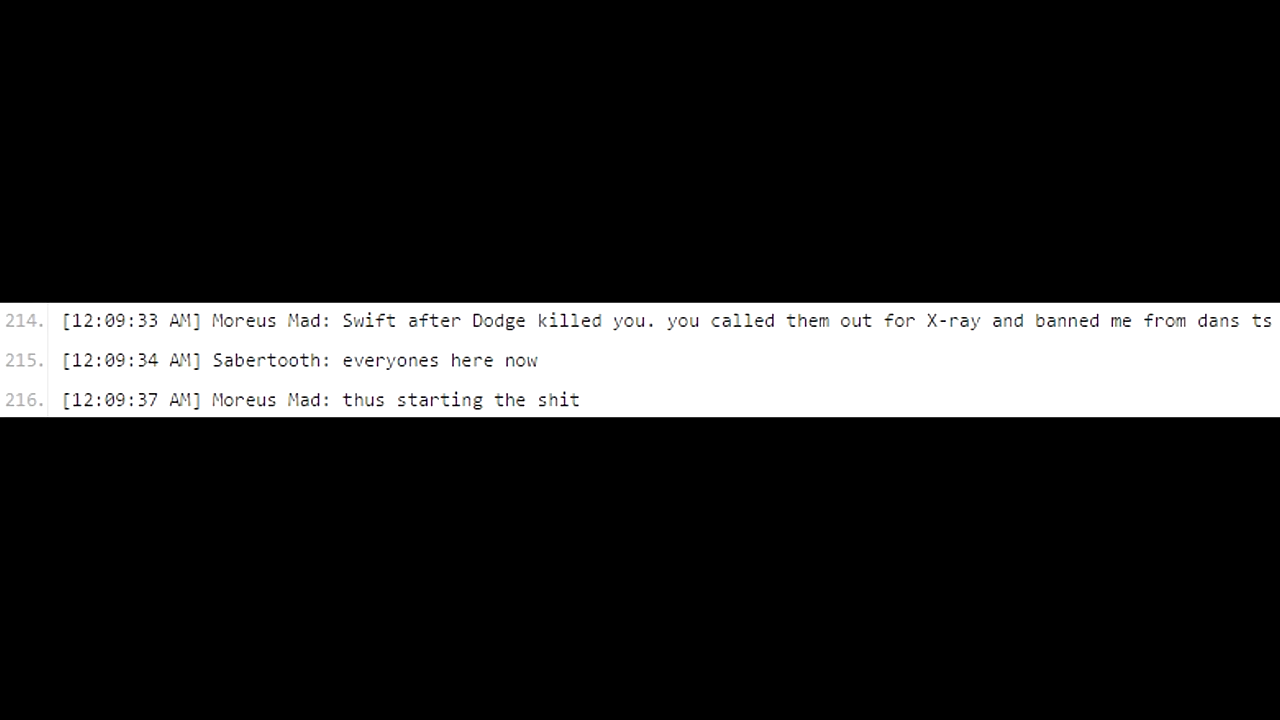 214. [12:09:33 AM] Moreus Mad: Swift after Dodge killed you. you called them out for X-ray and banned me from dans ts
215. [12:09:34 AM] Sabertooth: everyones here now
216. [12:09:37 AM] Moreus Mad: thus starting the shit